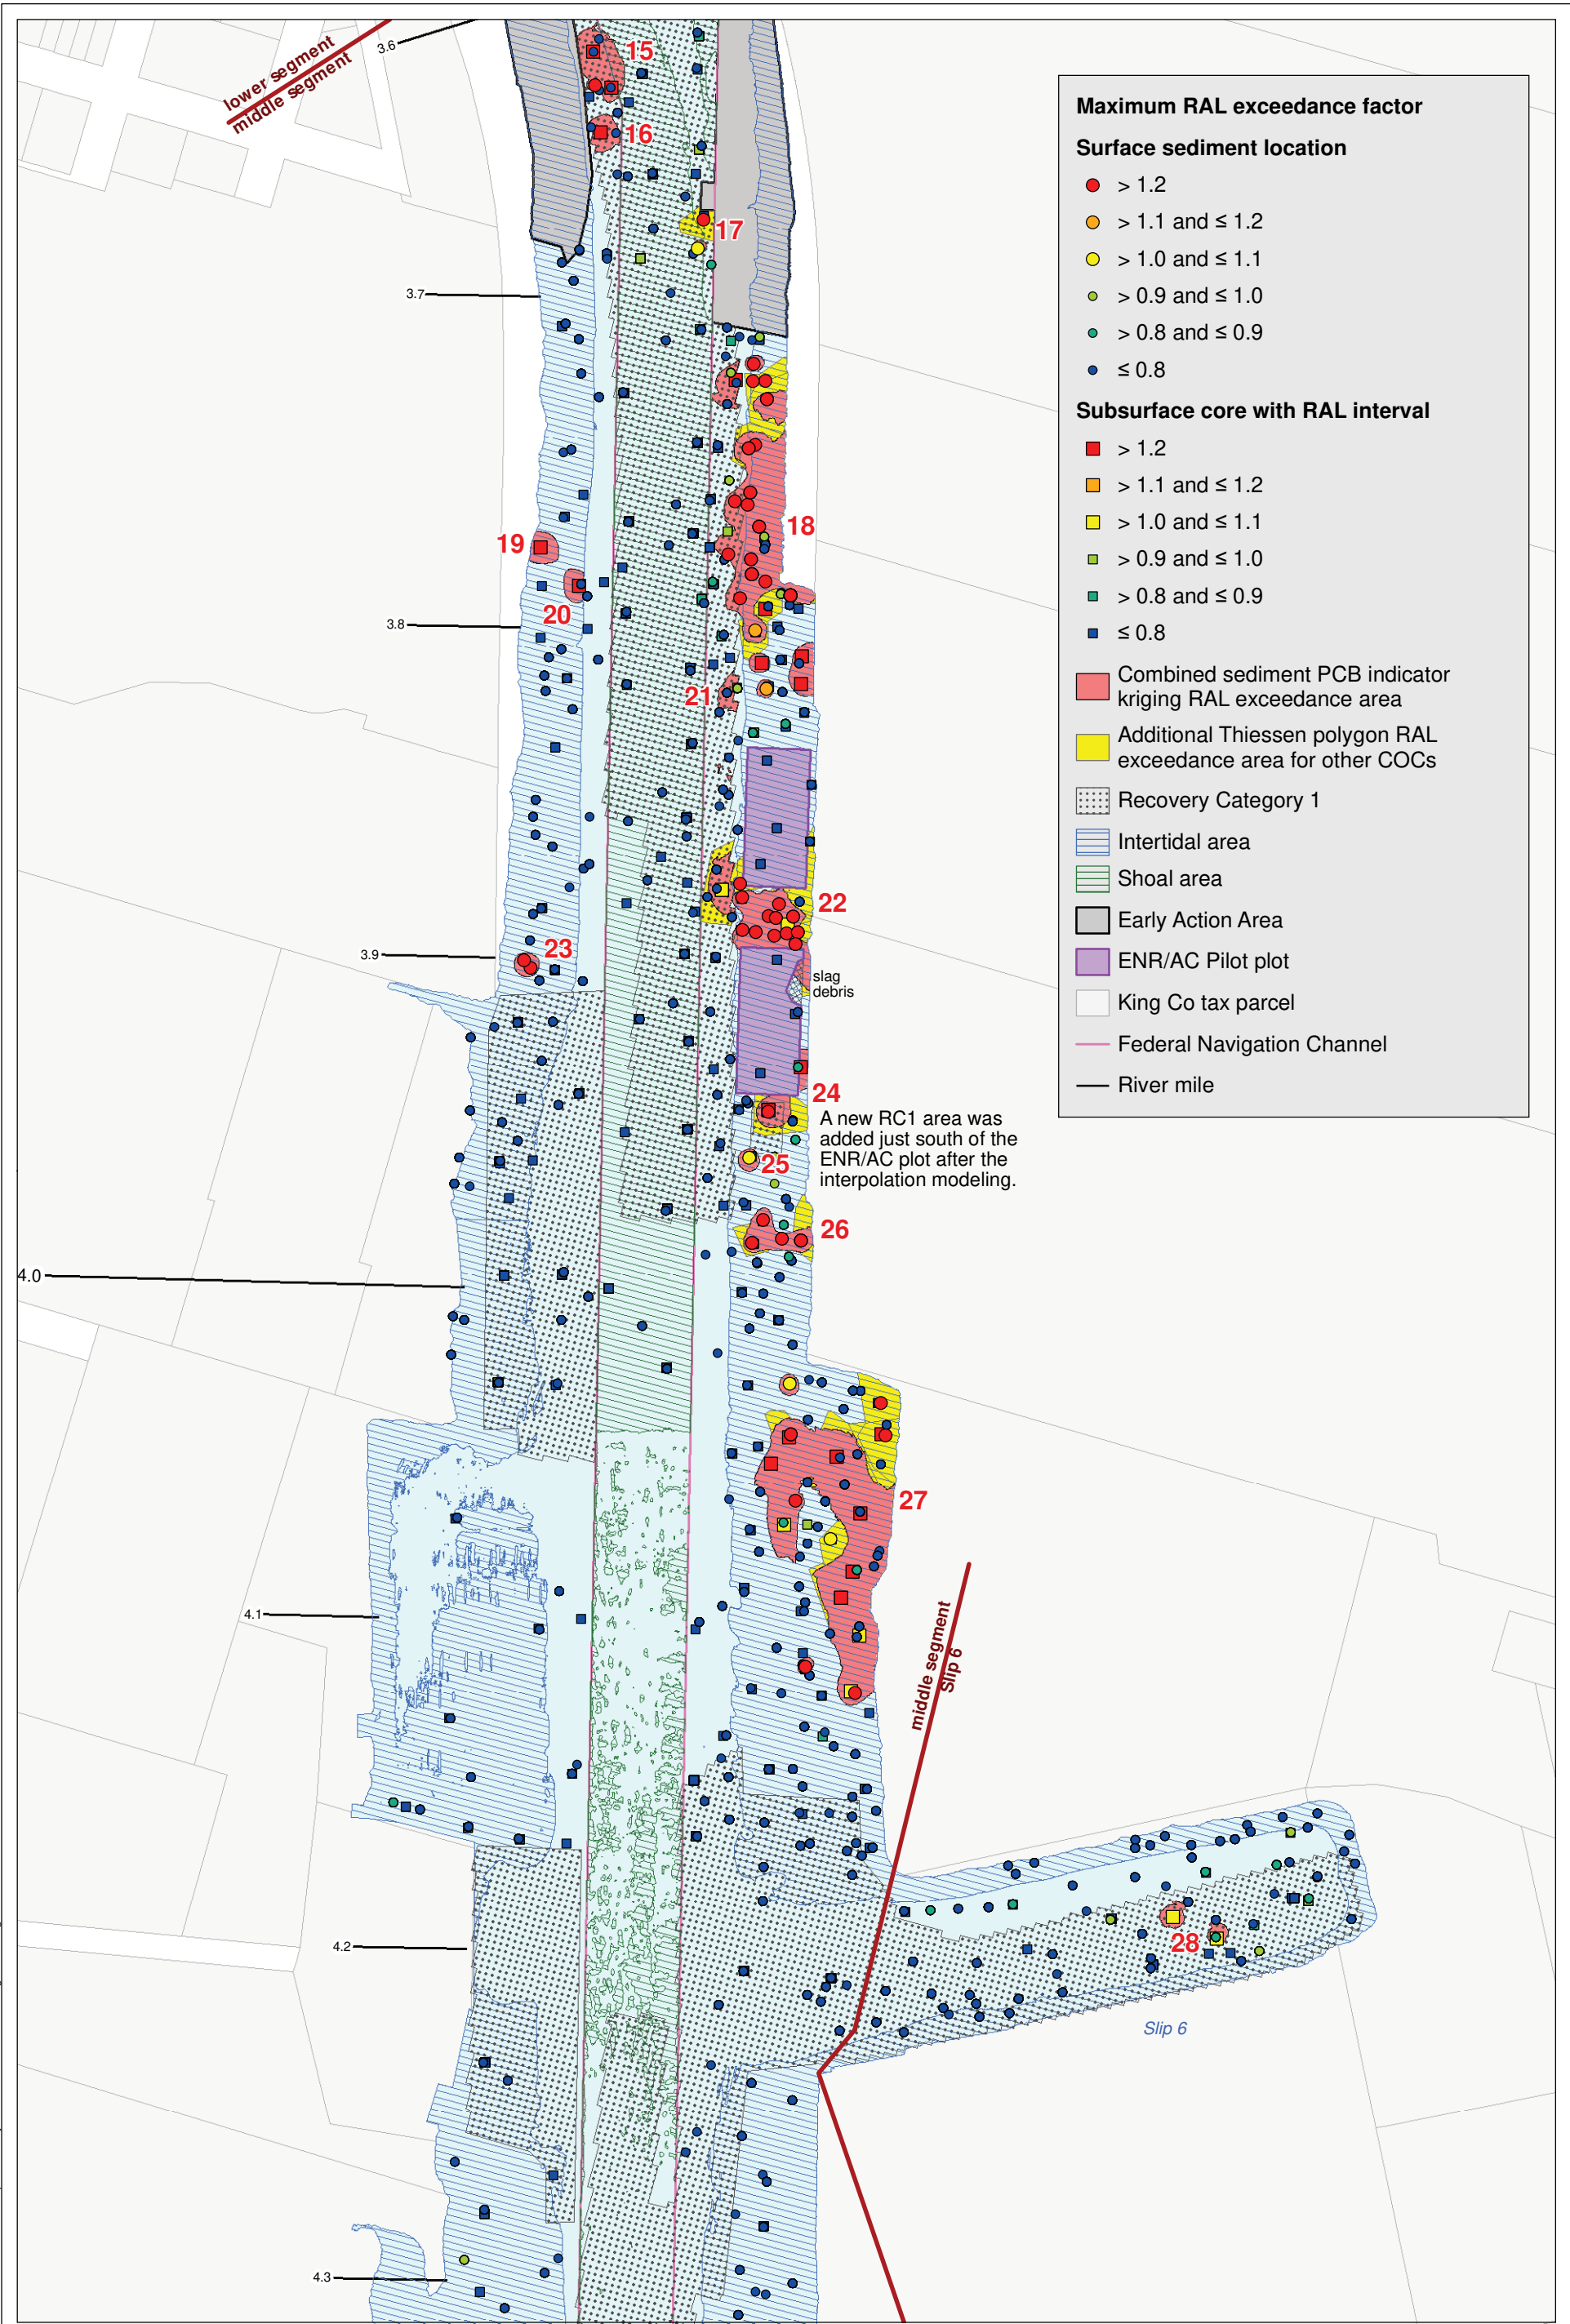 lower segment
middle segment
3.6
15
16
17
3.7
18
19
20
3.8
21
22
23
3.9
slag
debris
24
A new RC1 area was
added just south of the
ENR/AC plot after the
interpolation modeling.
25
26
4.0
27
4.1
middle segment
Slip 6
4.2
28
Slip 6
4.3
Maximum RAL exceedance factor
Surface sediment location
> 1.2
> 1.1 and ≤ 1.2
> 1.0 and ≤ 1.1
> 0.9 and ≤ 1.0
> 0.8 and ≤ 0.9
≤ 0.8
Subsurface core with RAL interval
> 1.2
> 1.1 and ≤ 1.2
> 1.0 and ≤ 1.1
> 0.9 and ≤ 1.0
> 0.8 and ≤ 0.9
≤ 0.8
Combined sediment PCB indicator
kriging RAL exceedance area
Additional Thiessen polygon RAL
exceedance area for other COCs
Recovery Category 1
Intertidal area
Shoal area
Early Action Area
ENR/AC Pilot plot
King Co tax parcel
Federal Navigation Channel
River mile